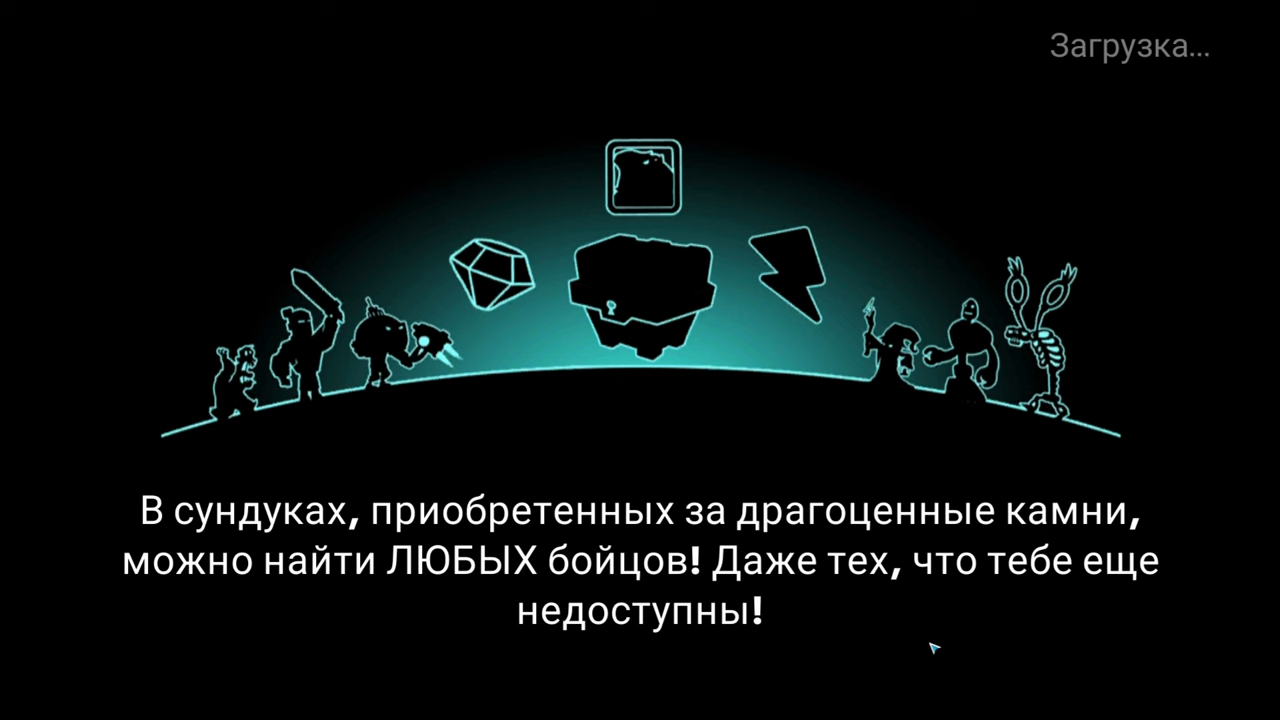 Загрузка...
В сундуках, приобретенных за драгоценные камни,
можно найти ЛЮБЫХ бойцов! Даже тех, что тебе еще
недоступны!